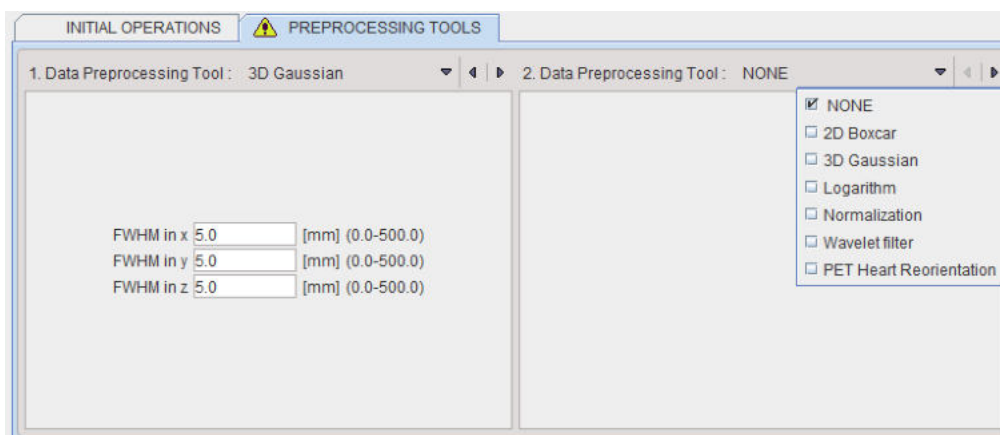 INITIAL OPERATIONS
PREPROCESSING TOOLS
1. Data Preprocessing Tool : 3D Gaussian
2. Data Preprocessing Tool : NONE
NONE
2D Boxcar
3D Gaussian
Logarithm
Normalization
Wavelet filter
PET Heart Reorientation
FWHM in x 5.0 [mm] (0.0-500.0)
FWHM in y 5.0 [mm] (0.0-500.0)
FWHM in z 5.0 [mm] (0.0-500.0)